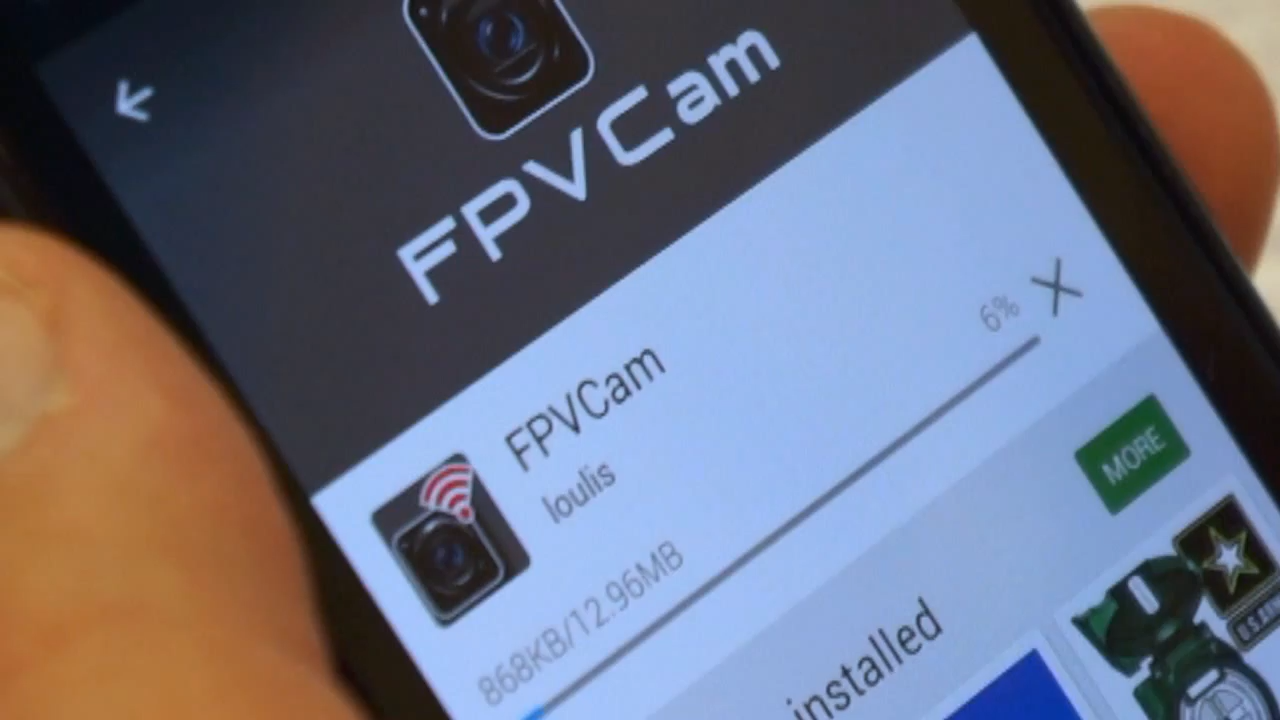 FPVCam
6%
FPVCam
loulis
868KB/12.96MB
MORE
installed